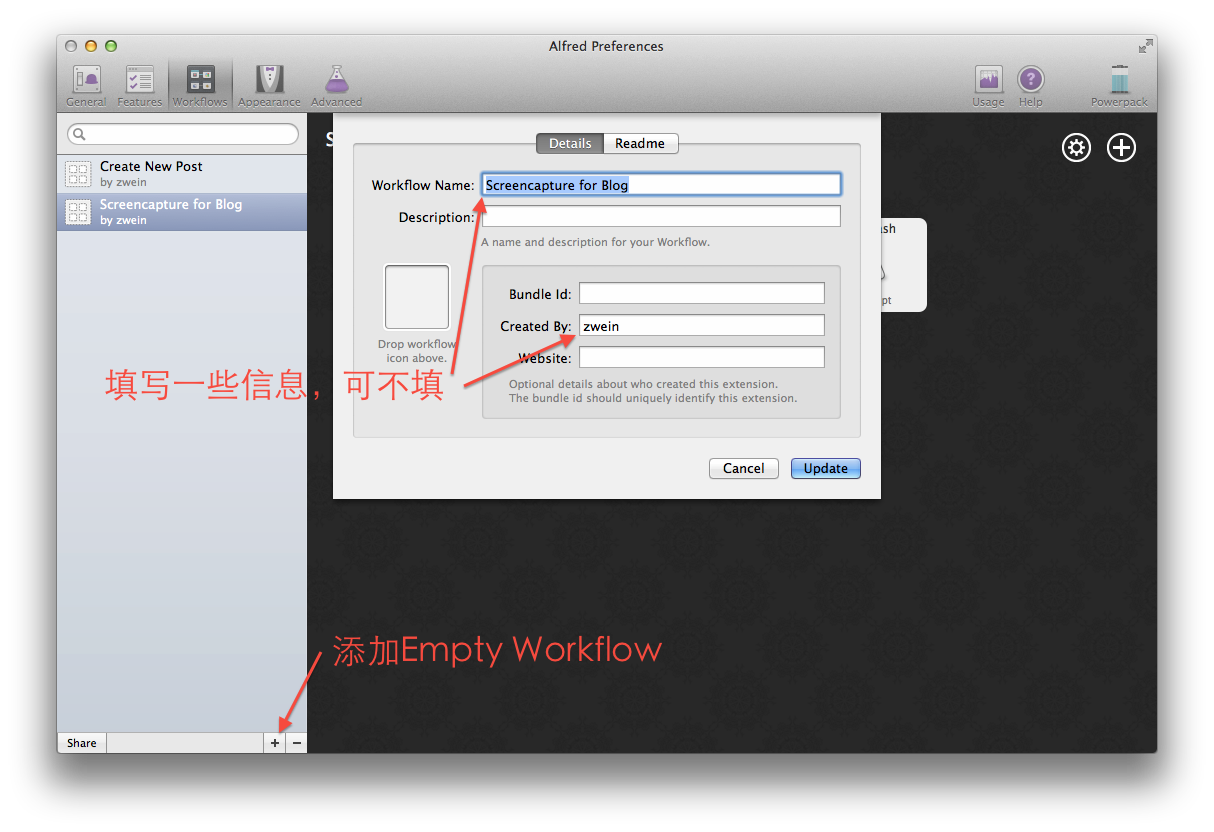 Alfred Preferences
General Features Workflows Appearance Advanced Usage Help Powerpack
Create New Post
by zwein
Screencapture for Blog
by zwein
Details Readme
Workflow Name: Screencapture for Blog
Description:
A name and description for your Workflow.
Drop workflow
icon above.
Bundle Id:
Created By: zwein
Website:
Optional details about who created this extension.
The bundle id should uniquely identify this extension.
填写一些信息，可不填
Cancel Update
添加Empty Workflow
Share